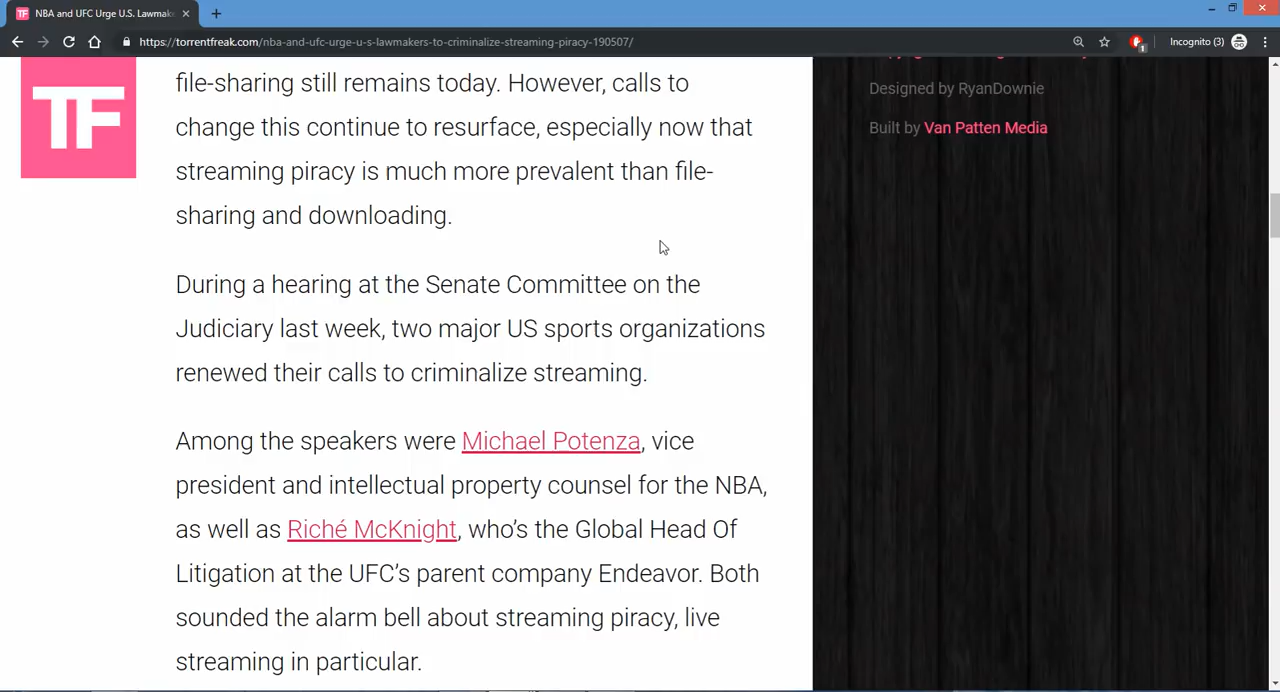 NBA and UFC Urge U.S. Lawmake
https://torrentfreak.com/nba-and-ufc-urge-u-s-lawmakers-to-criminalize-streaming-piracy-190507/
1
Incognito (3)
TF
file-sharing still remains today. However, calls to
change this continue to resurface, especially now that
streaming piracy is much more prevalent than file-
sharing and downloading.
During a hearing at the Senate Committee on the
Judiciary last week, two major US sports organizations
renewed their calls to criminalize streaming.
Among the speakers were Michael Potenza, vice
president and intellectual property counsel for the NBA,
as well as Riché McKnight, who's the Global Head Of
Litigation at the UFC's parent company Endeavor. Both
sounded the alarm bell about streaming piracy, live
streaming in particular.
Designed by RyanDownie
Built by Van Patten Media